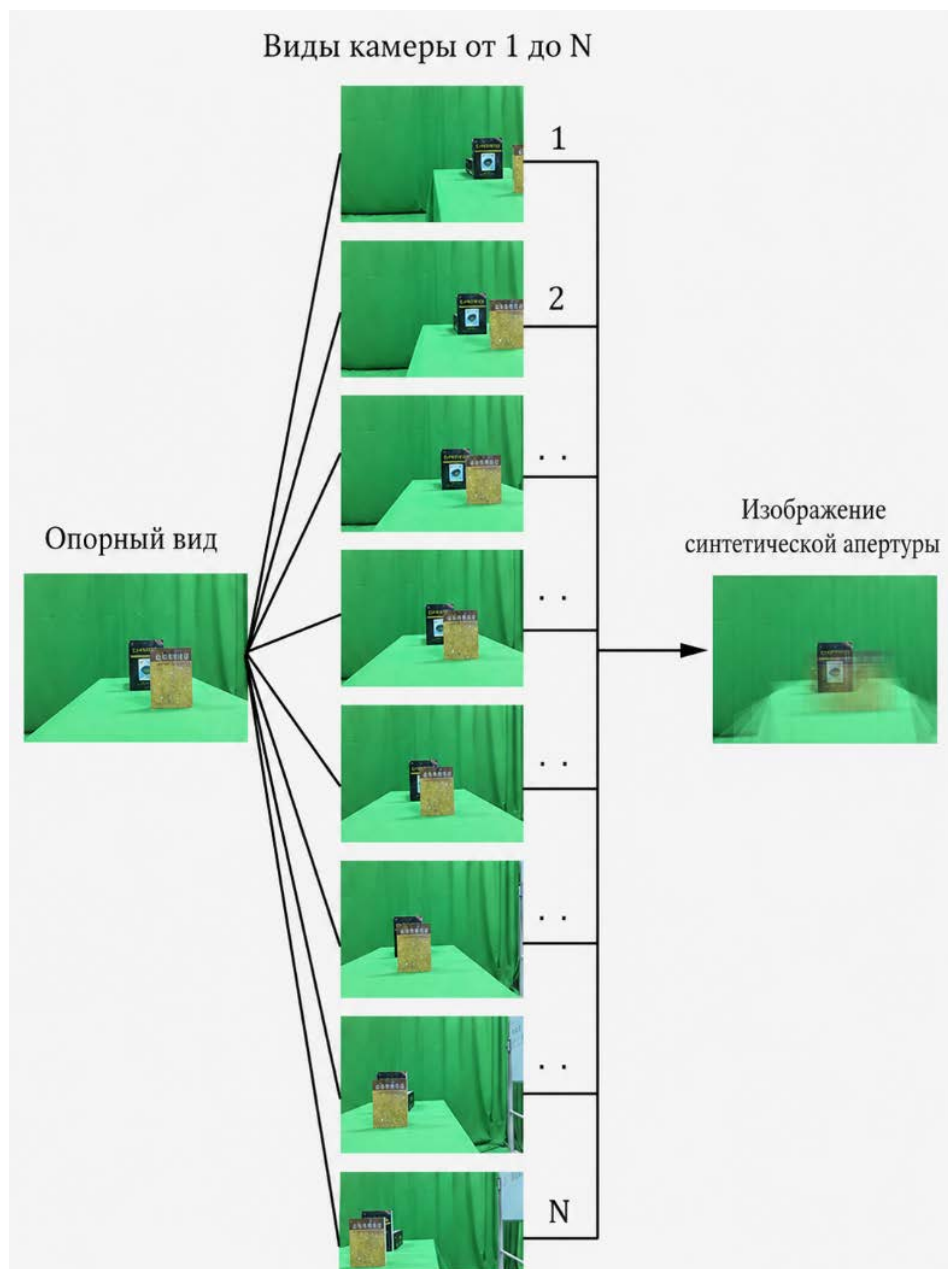 Виды камеры от 1 до N
1
2
. .
. .
. .
. .
. .
N
Опорный вид
Изображение
синтетической апертуры